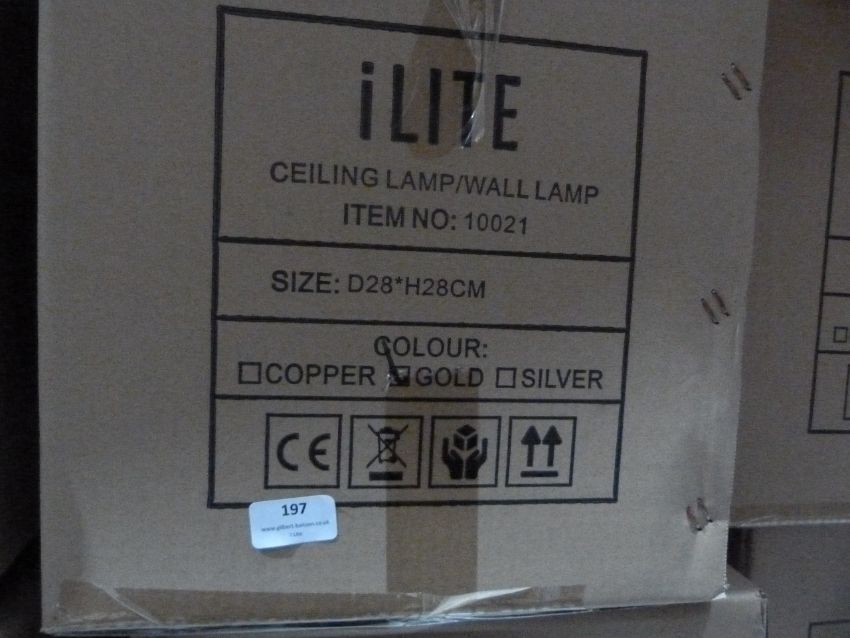 iLITE
CEILING LAMP/WALL LAMP
ITEM NO: 10021
SIZE: D28*H28CM
COLOUR:
COPPER GOLD SILVER
CE
197